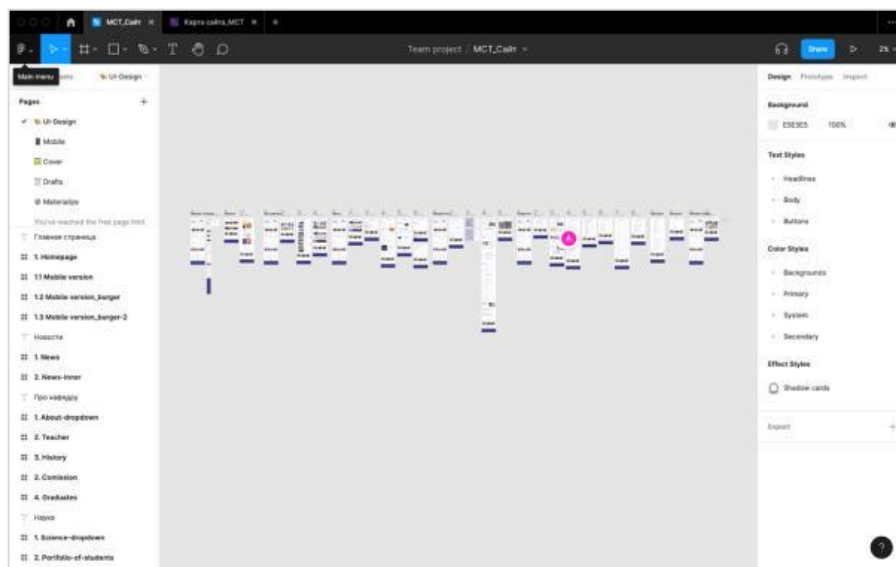 МСТ_Сайт
Карта сайта_МСТ
Team project / МСТ_Сайт
Share
2%
Main menu
UI-Design
Design Prototype Inspect
Pages
UI-Design
Mobile
Cover
Drafts
Materialize
You've reached the free page limit.
Главная страница
1. Homepage
1.1 Mobile version
1.2 Mobile version_burger
1.3 Mobile version_burger-2
Новости
1. News
2. News-inner
Про кафедру
1. About-dropdown
2. Teacher
3. History
2. Comission
4. Graduates
Наука
1. Science-dropdown
2. Portfolio-of-students
A
Background
E5E5E5 100%
Text Styles
Headlines
Body
Buttons
Color Styles
Backgrounds
Primary
System
Secondary
Effect Styles
Shadow cards
Export
?